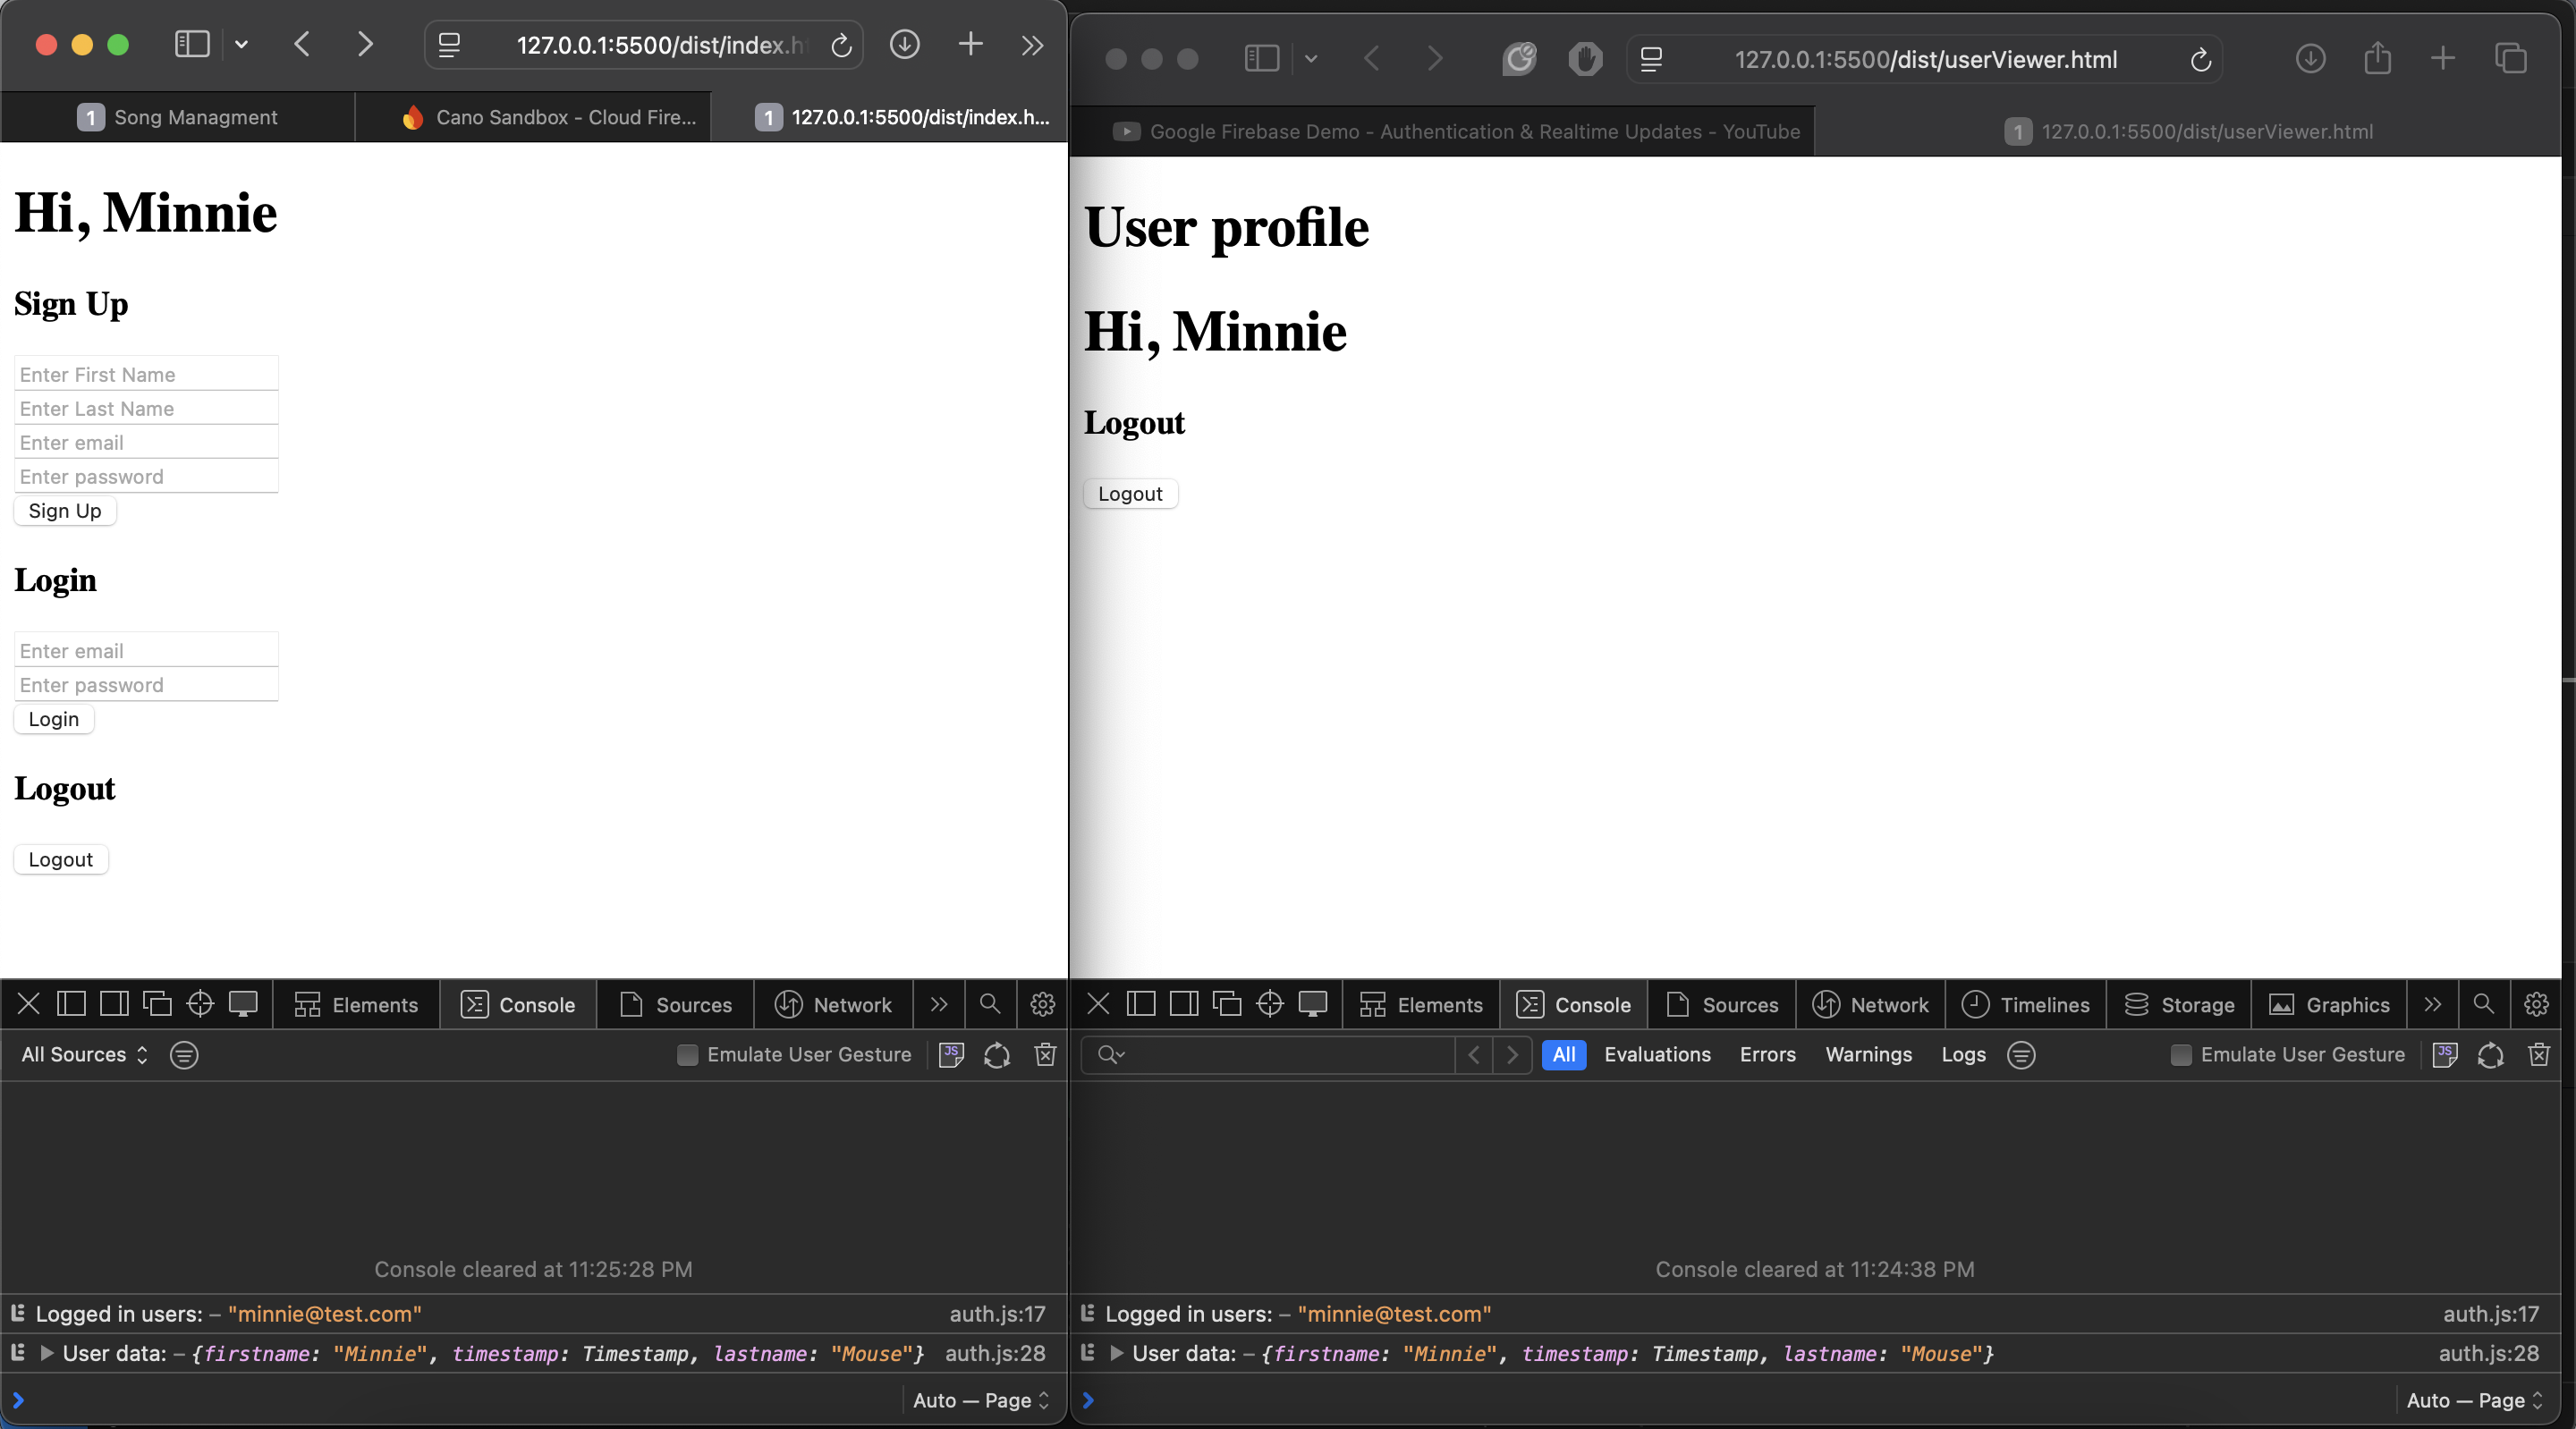 127.0.0.1:5500/dist/index.h
1 Song Managment
Cano Sandbox - Cloud Fire...
1 127.0.0.1:5500/dist/index.h...
Hi, Minnie
Sign Up
Enter First Name
Enter Last Name
Enter email
Enter password
Sign Up
Login
Enter email
Enter password
Login
Logout
Logout
Elements
Console
Sources
Network
All Sources
Emulate User Gesture
JS
Console cleared at 11:25:28 PM
Logged in users: – "minnie@test.com" auth.js:17
User data: – {firstname: "Minnie", timestamp: Timestamp, lastname: "Mouse"} auth.js:28
Auto — Page
127.0.0.1:5500/dist/userViewer.html
Google Firebase Demo - Authentication & Realtime Updates - YouTube
1 127.0.0.1:5500/dist/userViewer.html
User profile
Hi, Minnie
Logout
Logout
Elements
Console
Sources
Network
Timelines
Storage
Graphics
All
Evaluations
Errors
Warnings
Logs
Emulate User Gesture
JS
Console cleared at 11:24:38 PM
Logged in users: – "minnie@test.com" auth.js:17
User data: – {firstname: "Minnie", timestamp: Timestamp, lastname: "Mouse"} auth.js:28
Auto — Page